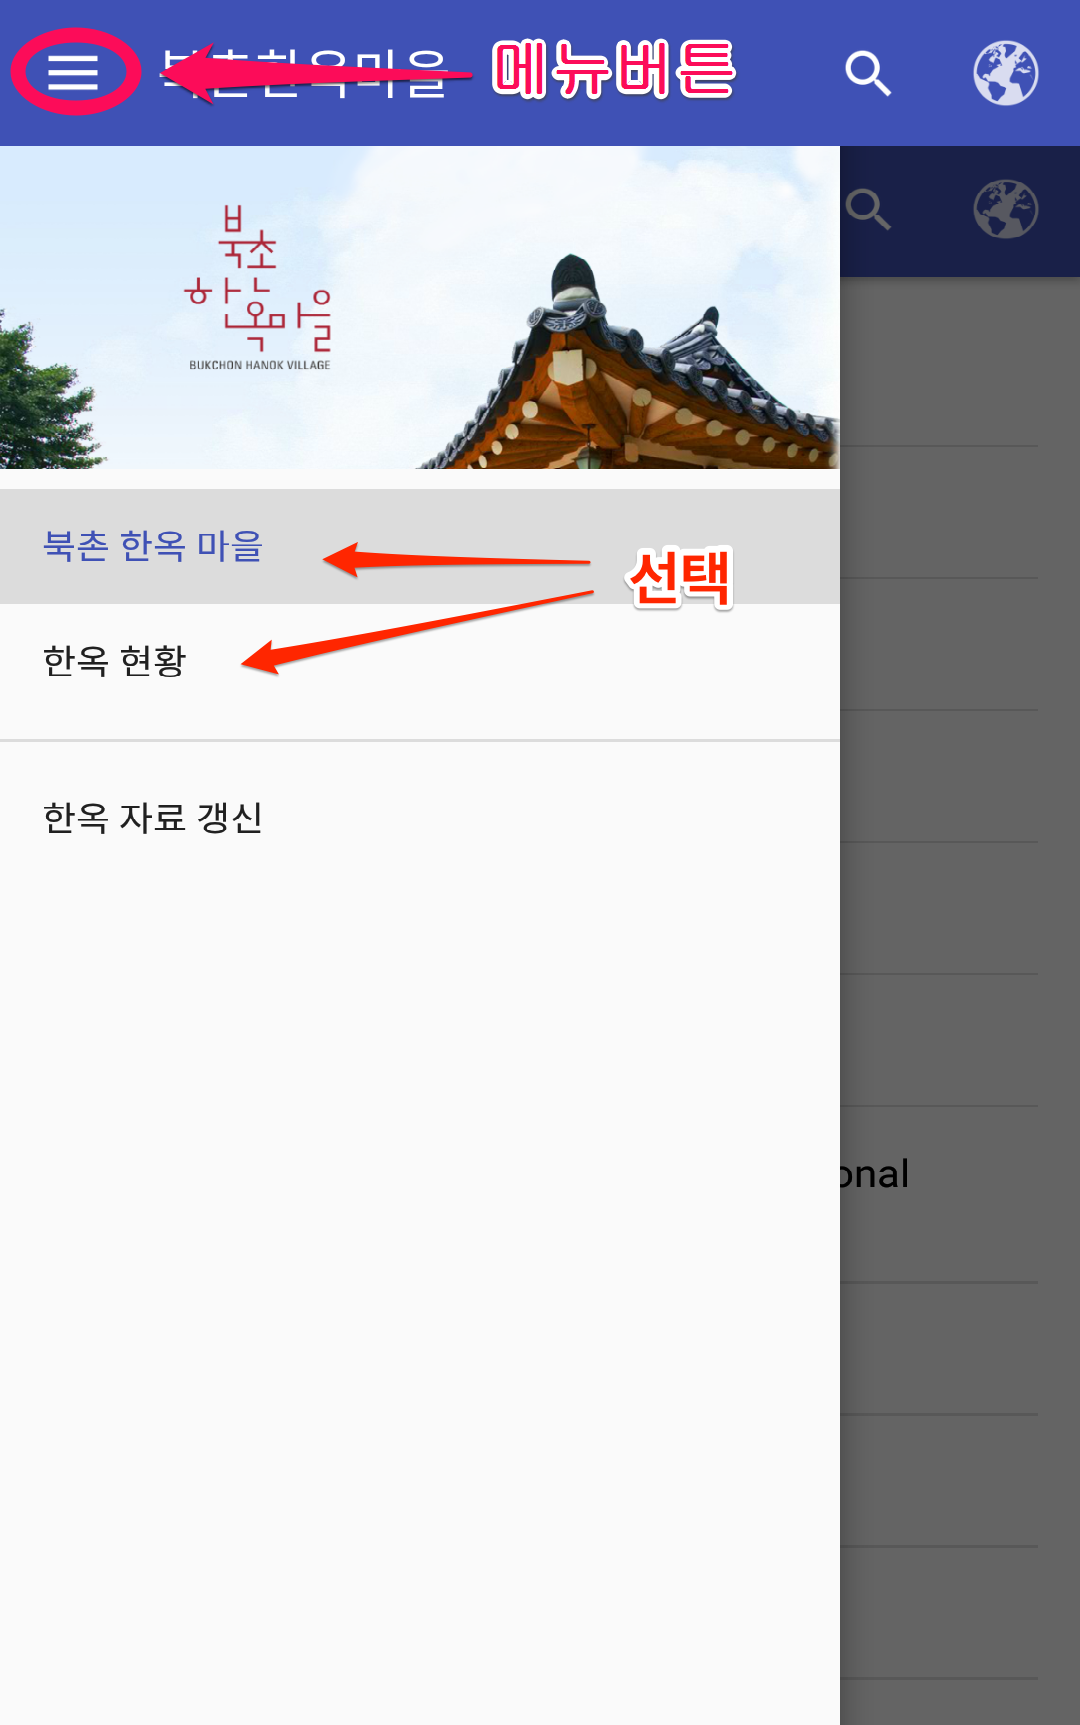 북촌한옥마을 메뉴버튼
북촌
한옥마을
BUKCHON HANOK VILLAGE
북촌 한옥 마을
선택
한옥 현황
한옥 자료 갱신
onal